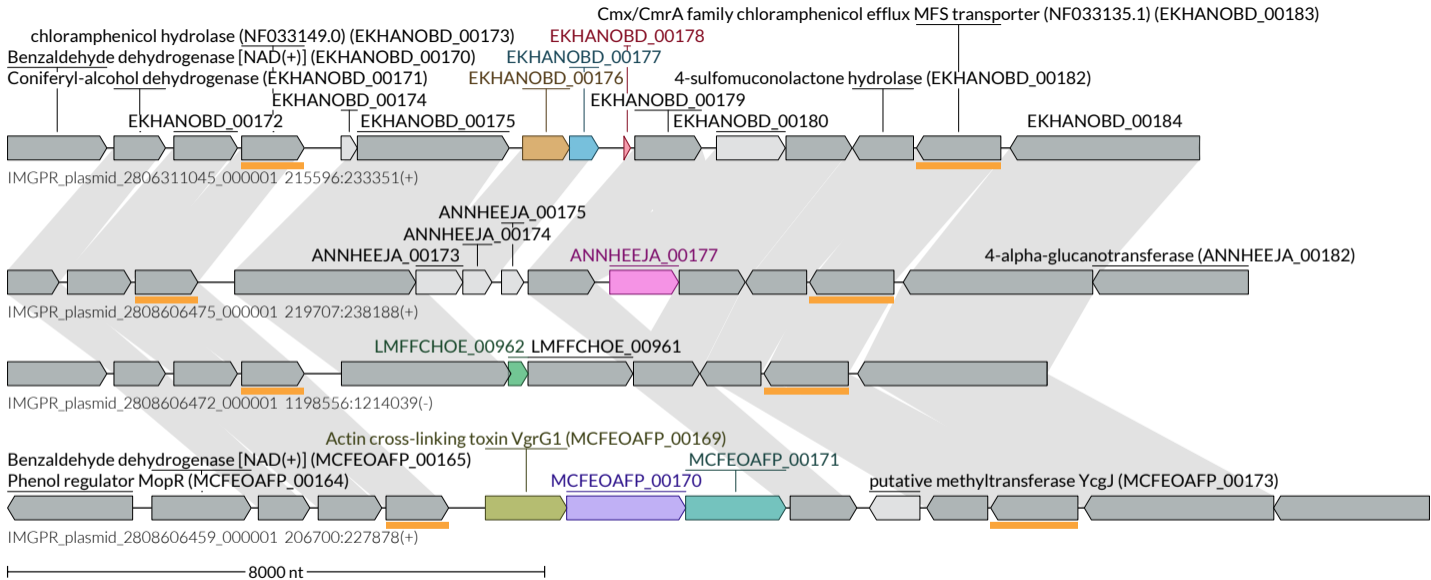 Cmx/CmrA family chloramphenicol efflux MFS transporter (NF033135.1) (EKHANOBD_00183)
chloramphenicol hydrolase (NF033149.0) (EKHANOBD_00173) EKHANOBD_00178
Benzaldehyde dehydrogenase [NAD(+)] (EKHANOBD_00170) EKHANOBD_00177
Coniferyl-alcohol dehydrogenase (EKHANOBD_00171) EKHANOBD_00176 4-sulfomuconolactone hydrolase (EKHANOBD_00182)
EKHANOBD_00174 EKHANOBD_00179
EKHANOBD_00172 EKHANOBD_00175 EKHANOBD_00180 EKHANOBD_00184
IMGPR_plasmid_2806311045_000001 215596:233351(+)
ANNHEEJA_00175
ANNHEEJA_00174
ANNHEEJA_00173 ANNHEEJA_00177 4-alpha-glucanotransferase (ANNHEEJA_00182)
IMGPR_plasmid_2808606475_000001 219707:238188(+)
LMFFCHOE_00962 LMFFCHOE_00961
IMGPR_plasmid_2808606472_000001 1198556:1214039(-)
Actin cross-linking toxin VgrG1 (MCFEOAFP_00169)
Benzaldehyde dehydrogenase [NAD(+)] (MCFEOAFP_00165) MCFEOAFP_00171
Phenol regulator MopR (MCFEOAFP_00164) MCFEOAFP_00170 putative methyltransferase YcgJ (MCFEOAFP_00173)
IMGPR_plasmid_2808606459_000001 206700:227878(+)
8000 nt